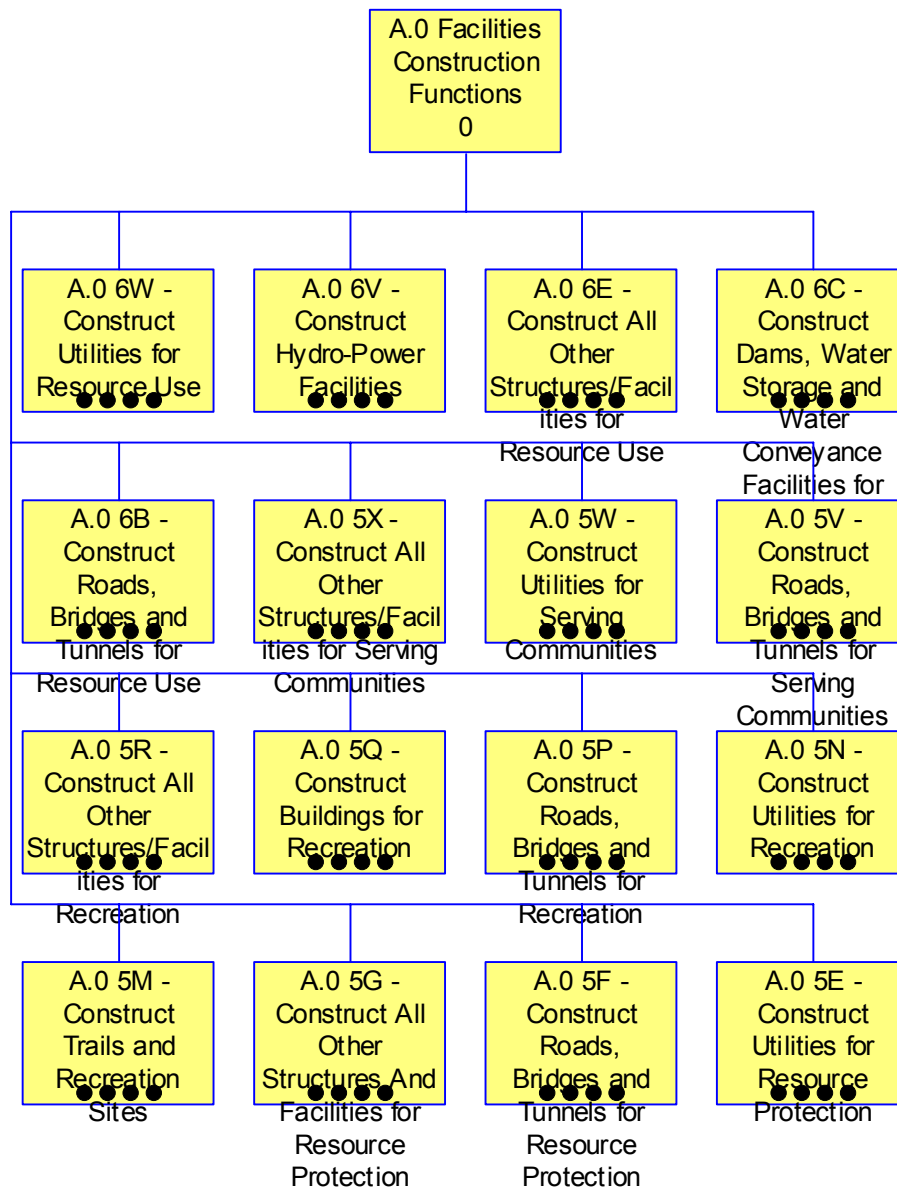 A.0 Facilities
Construction
Functions
0
A.0 6W -
Construct
Utilities for
Resource Use
A.0 6V -
Construct
Hydro-Power
Facilities
A.0 6E -
Construct All
Other
Structures/Facil
ities for
Resource Use
A.0 6C -
Construct
Dams, Water
Storage and
Water
Conveyance
Facilities for
A.0 6B -
Construct
Roads,
Bridges and
Tunnels for
Resource Use
A.0 5X -
Construct All
Other
Structures/Facil
ities for Serving
Communities
A.0 5W -
Construct
Utilities for
Serving
Communities
A.0 5V -
Construct
Roads,
Bridges and
Tunnels for
Serving
Communities
A.0 5R -
Construct All
Other
Structures/Facil
ities for
Recreation
A.0 5Q -
Construct
Buildings for
Recreation
A.0 5P -
Construct
Roads,
Bridges and
Tunnels for
Recreation
A.0 5N -
Construct
Utilities for
Recreation
A.0 5M -
Construct
Trails and
Recreation
Sites
A.0 5G -
Construct All
Other
Structures And
Facilities for
Resource
Protection
A.0 5F -
Construct
Roads,
Bridges and
Tunnels for
Resource
Protection
A.0 5E -
Construct
Utilities for
Resource
Protection